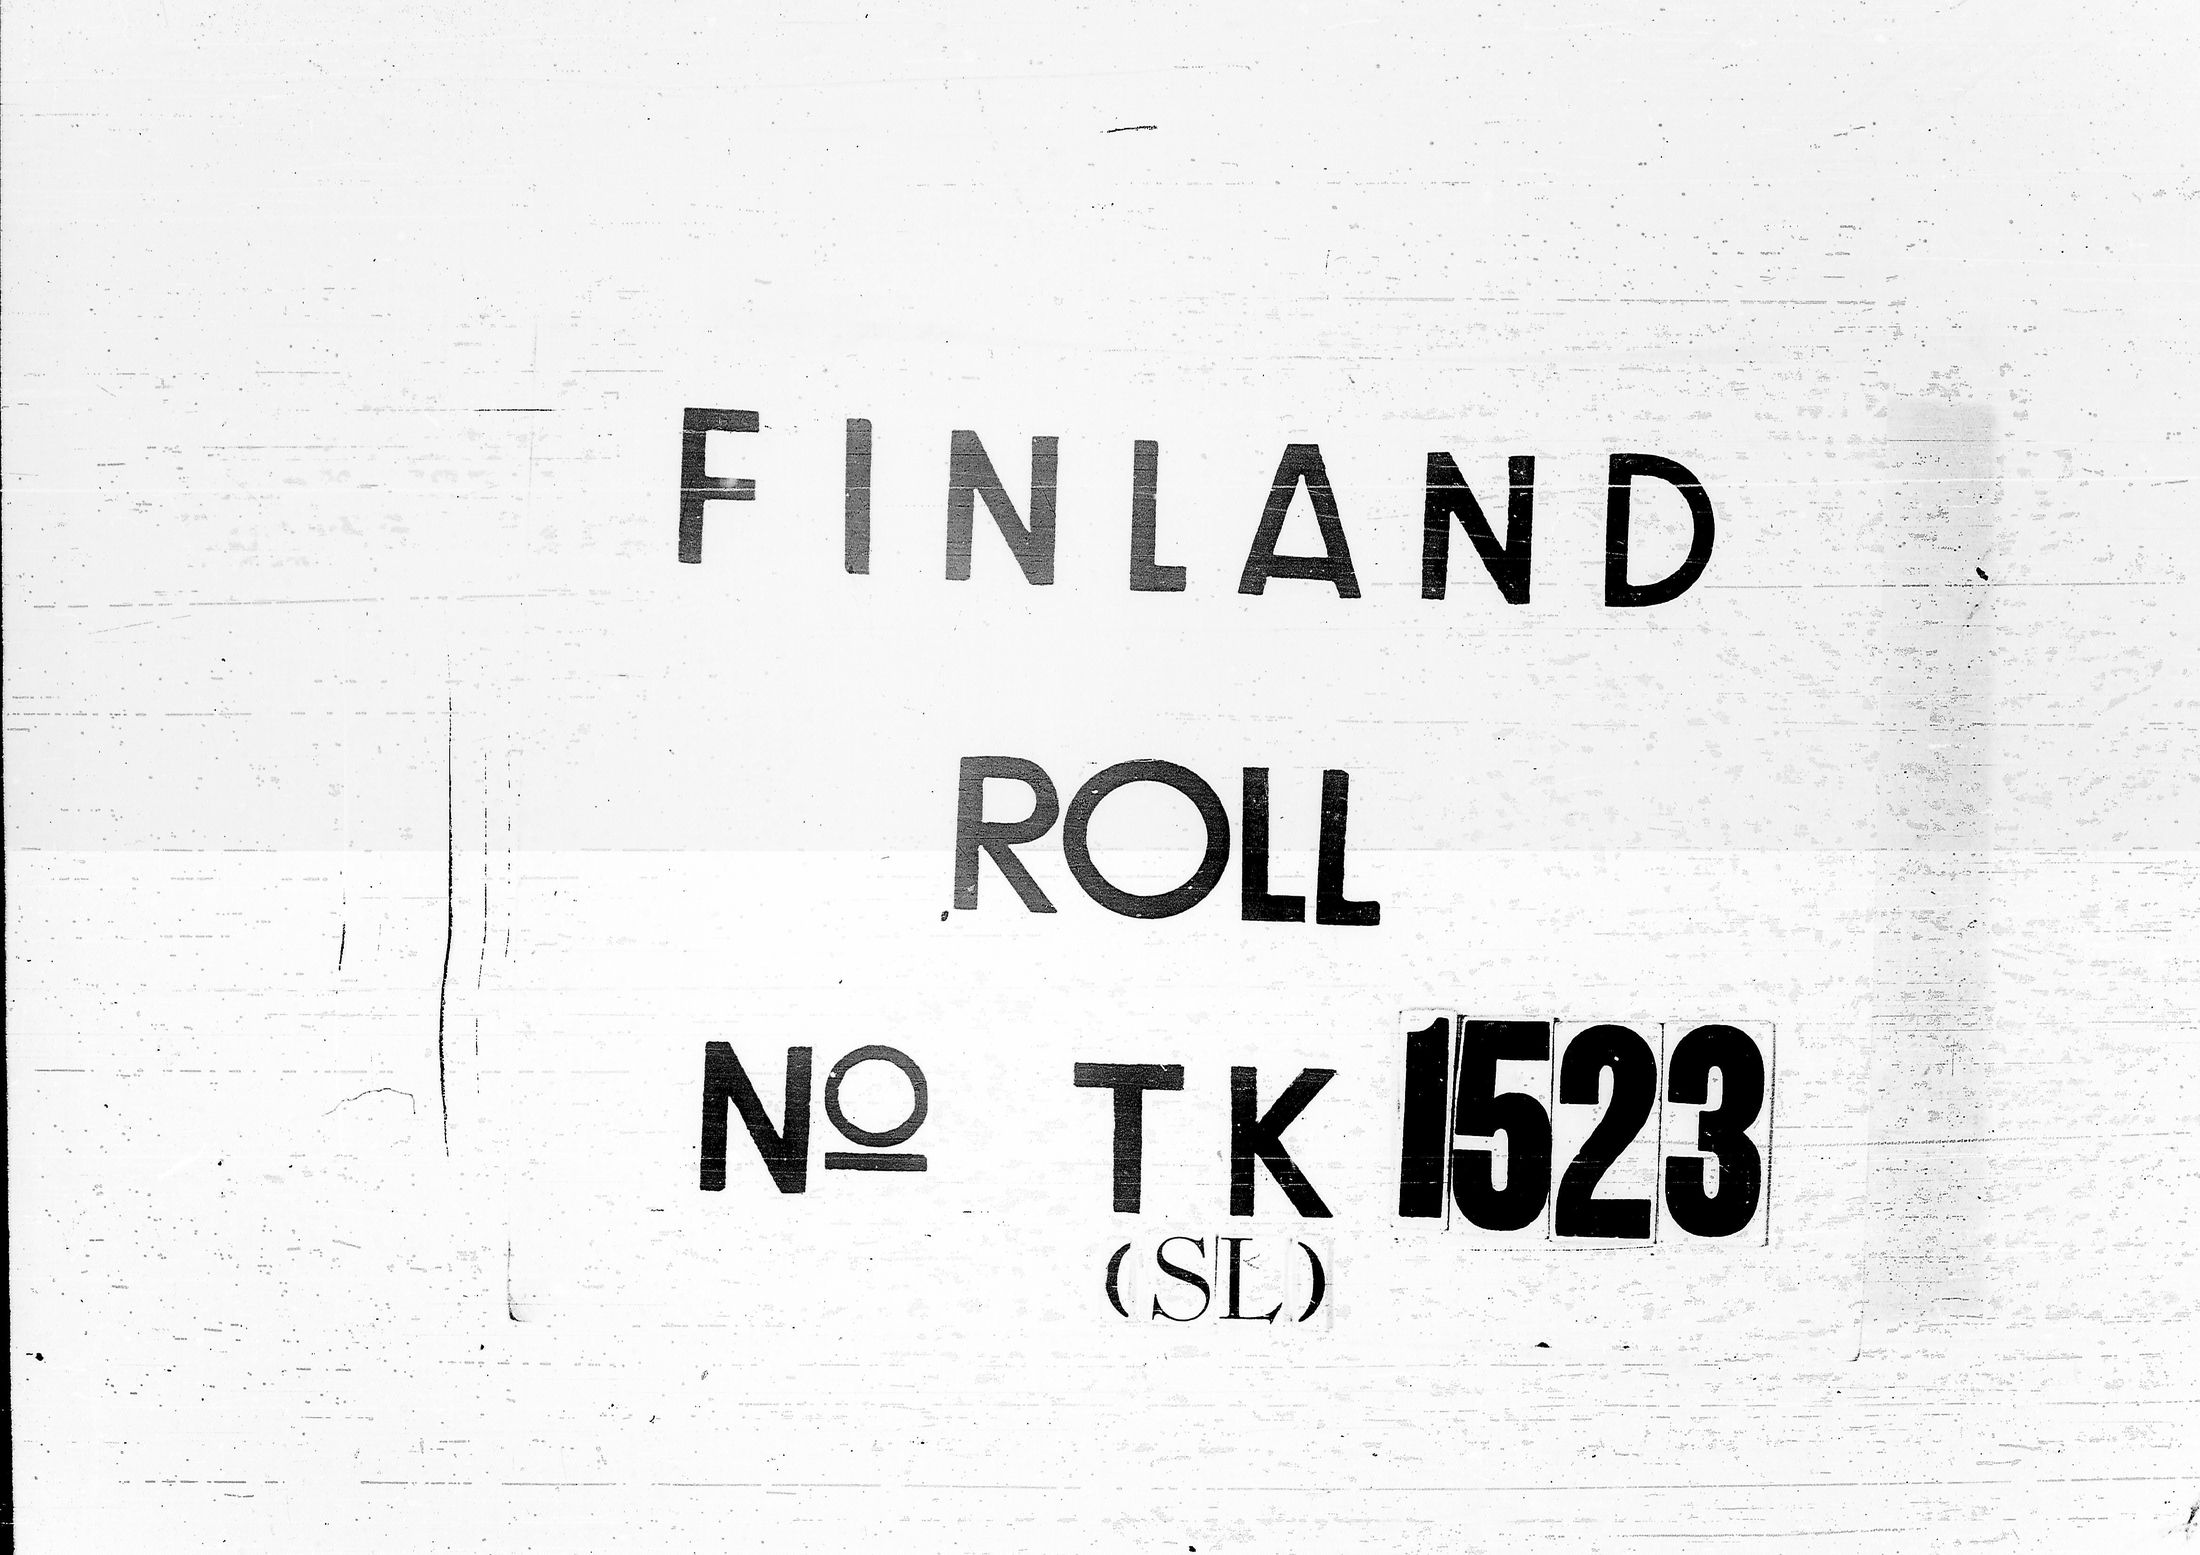 FINLAND
ROLL
Nº TK 1523
(SL)